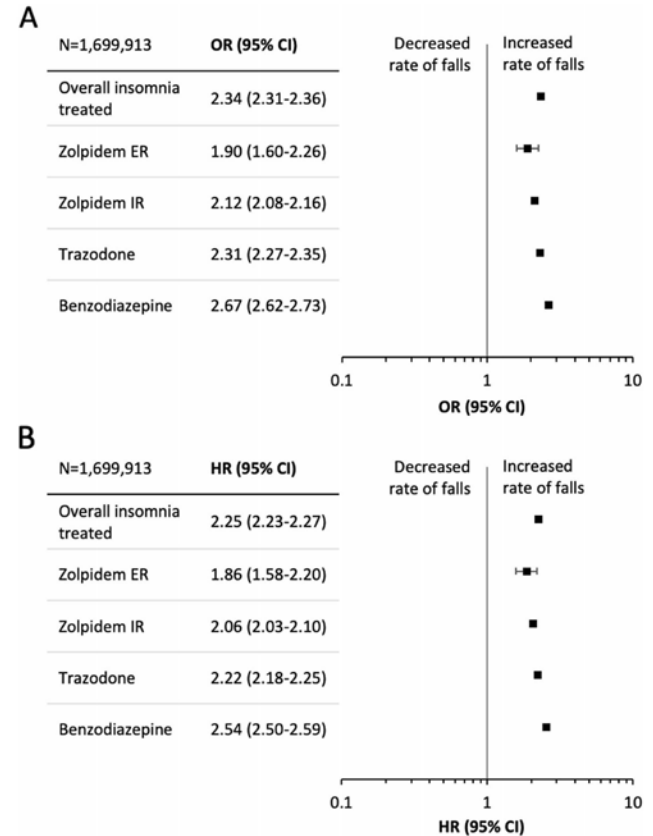 A
N=1,699,913 OR (95% CI) Decreased rate of falls Increased rate of falls
Overall insomnia treated 2.34 (2.31-2.36)
Zolpidem ER 1.90 (1.60-2.26)
Zolpidem IR 2.12 (2.08-2.16)
Trazodone 2.31 (2.27-2.35)
Benzodiazepine 2.67 (2.62-2.73)
0.1 1 10
OR (95% CI)
B
N=1,699,913 HR (95% CI) Decreased rate of falls Increased rate of falls
Overall insomnia treated 2.25 (2.23-2.27)
Zolpidem ER 1.86 (1.58-2.20)
Zolpidem IR 2.06 (2.03-2.10)
Trazodone 2.22 (2.18-2.25)
Benzodiazepine 2.54 (2.50-2.59)
0.1 1 10
HR (95% CI)